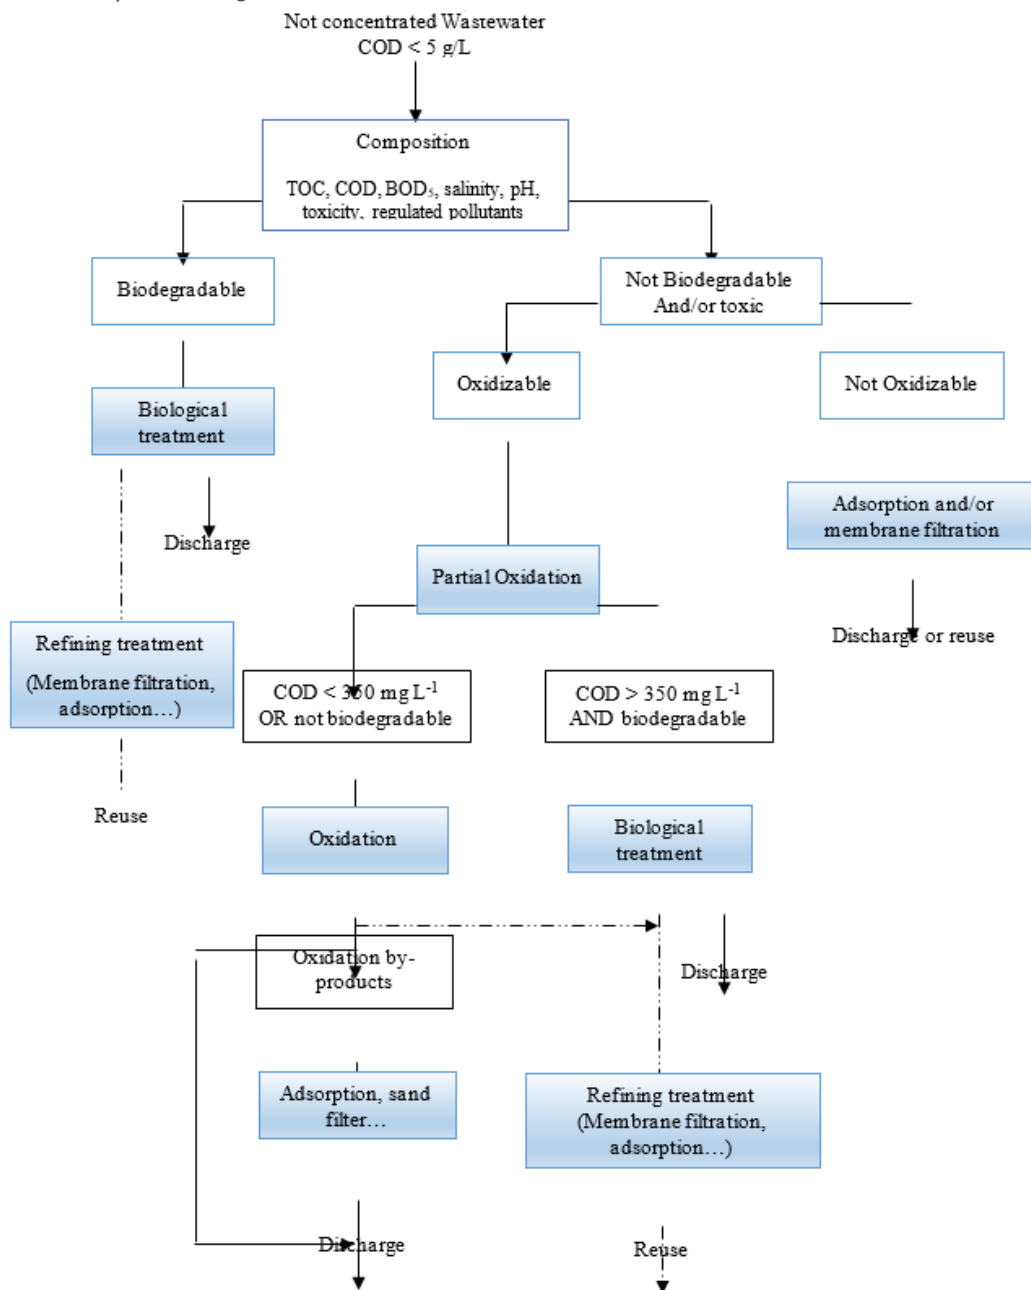 Not concentrated Wastewater
COD < 5 g/L
Composition
TOC, COD, BOD₅, salinity, pH,
toxicity, regulated pollutants
Biodegradable
Not Biodegradable
And/or toxic
Oxidizable
Not Oxidizable
Biological
treatment
Adsorption and/or
membrane filtration
Discharge
Partial Oxidation
Discharge or reuse
Refining treatment
(Membrane filtration,
adsorption…)
COD < 350 mg L⁻¹
OR not biodegradable
COD > 350 mg L⁻¹
AND biodegradable
Reuse
Oxidation
Biological
treatment
Oxidation by-
products
Discharge
Adsorption, sand
filter…
Refining treatment
(Membrane filtration,
adsorption…)
Discharge
Reuse